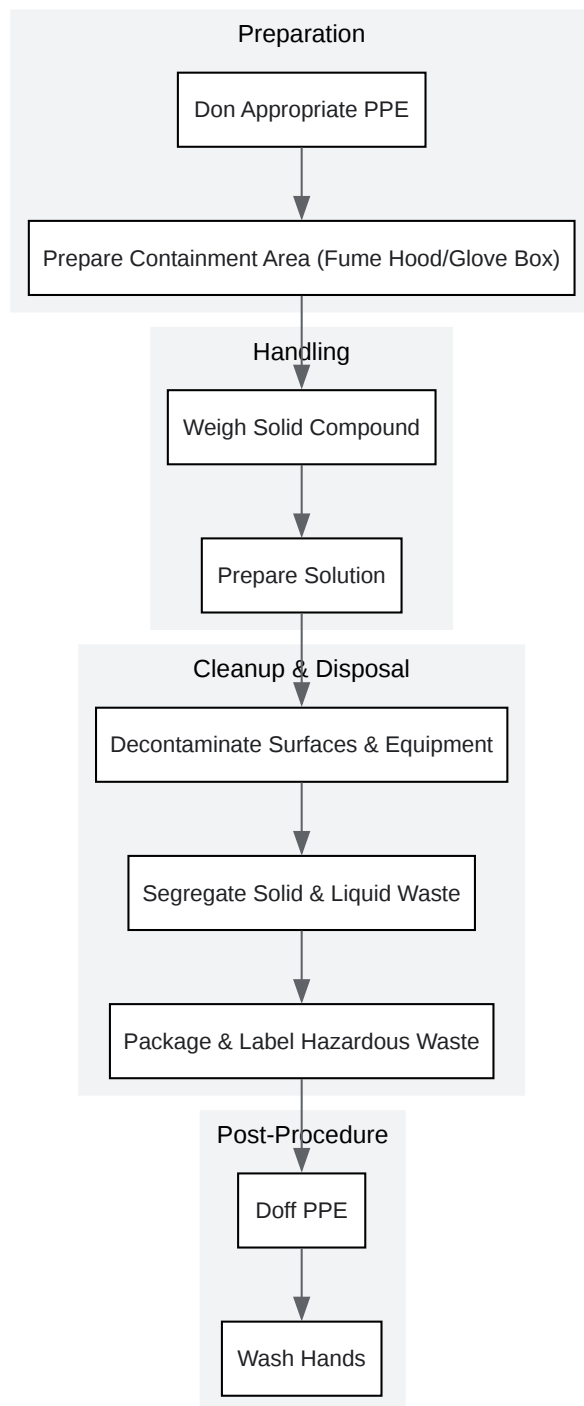 Preparation
Don Appropriate PPE
Prepare Containment Area (Fume Hood/Glove Box)
Handling
Weigh Solid Compound
Prepare Solution
Cleanup & Disposal
Decontaminate Surfaces & Equipment
Segregate Solid & Liquid Waste
Package & Label Hazardous Waste
Post-Procedure
Doff PPE
Wash Hands